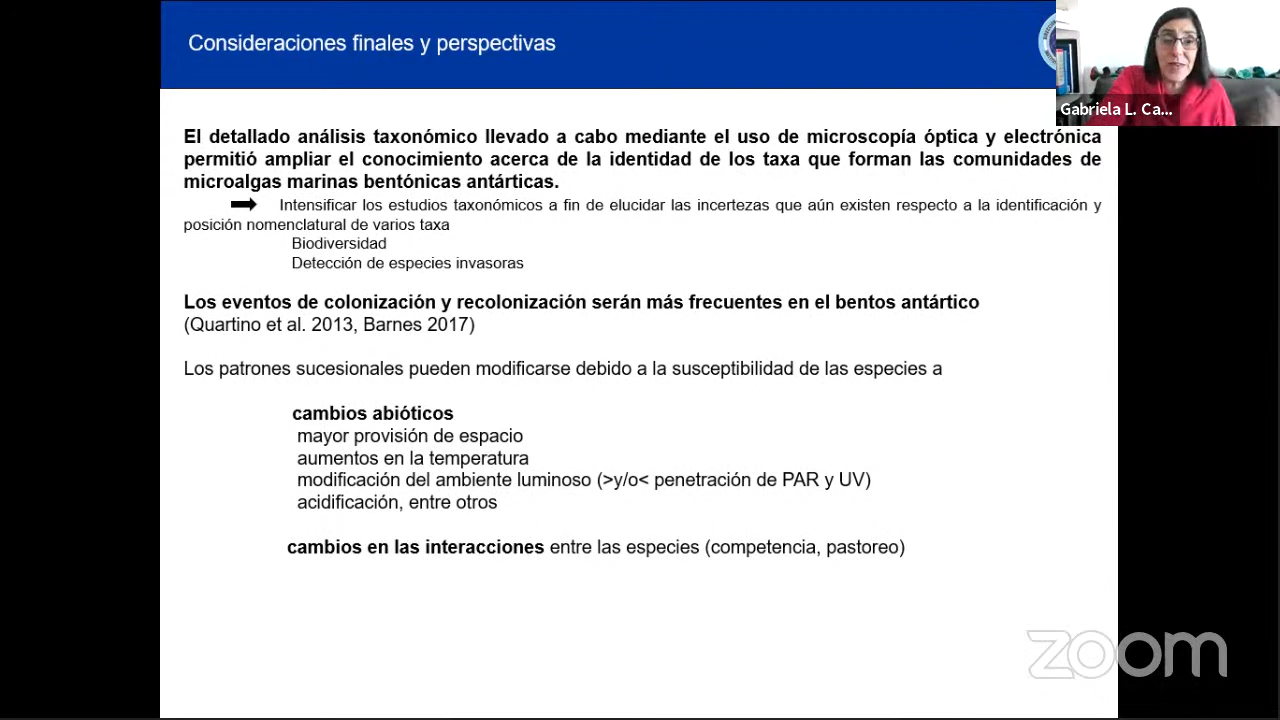 Consideraciones finales y perspectivas
Gabriela L. Ca...
El detallado análisis taxonómico llevado a cabo mediante el uso de microscopía óptica y electrónica
permitió ampliar el conocimiento acerca de la identidad de los taxa que forman las comunidades de
microalgas marinas bentónicas antárticas.
Intensificar los estudios taxonómicos a fin de elucidar las incertezas que aún existen respecto a la identificación y
posición nomenclatural de varios taxa
Biodiversidad
Detección de especies invasoras
Los eventos de colonización y recolonización serán más frecuentes en el bentos antártico
(Quartino et al. 2013, Barnes 2017)
Los patrones sucesionales pueden modificarse debido a la susceptibilidad de las especies a
cambios abióticos
mayor provisión de espacio
aumentos en la temperatura
modificación del ambiente luminoso (>y/o< penetración de PAR y UV)
acidificación, entre otros
cambios en las interacciones entre las especies (competencia, pastoreo)
zoom